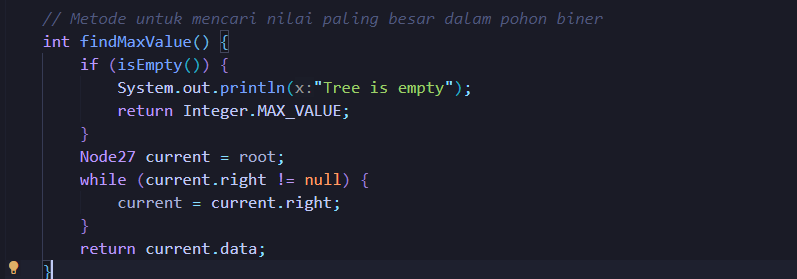 // Metode untuk mencari nilai paling besar dalam pohon biner
int findMaxValue() {
if (isEmpty()) {
System.out.println(x:"Tree is empty");
return Integer.MAX_VALUE;
}
Node27 current = root;
while (current.right != null) {
current = current.right;
}
return current.data;
}